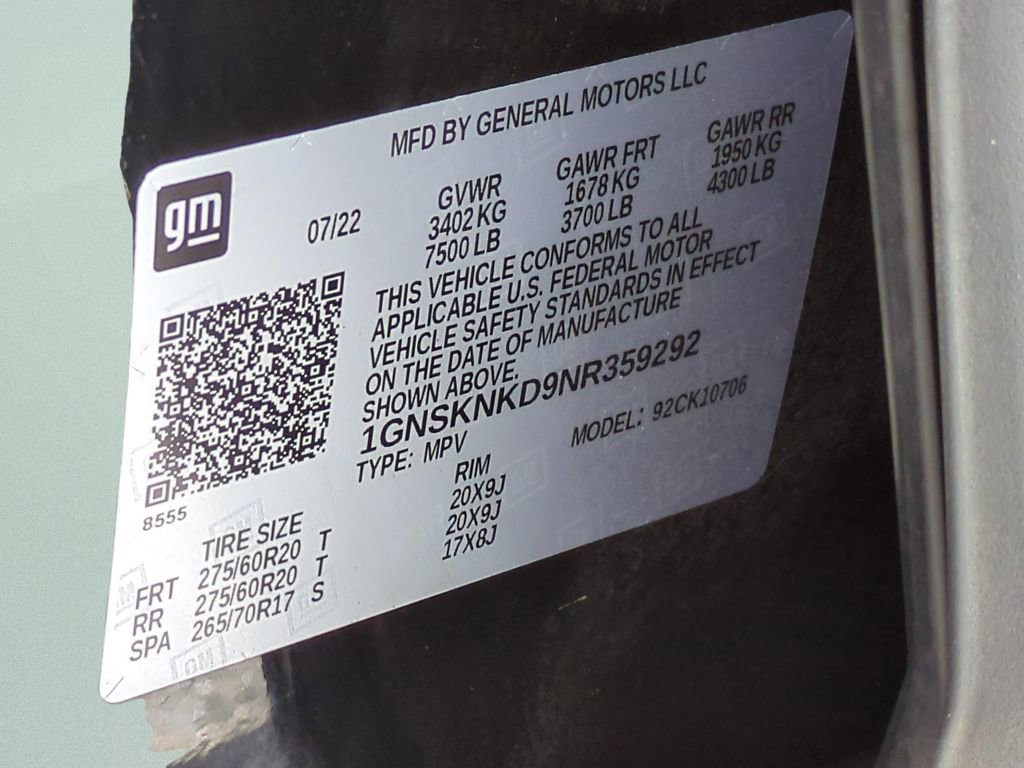 MFD BY GENERAL MOTORS LLC
gm
07/22
GVWR GAWR FRT GAWR RR
3402 KG 1678 KG 1950 KG
7500 LB 3700 LB 4300 LB
THIS VEHICLE CONFORMS TO ALL
APPLICABLE U.S. FEDERAL MOTOR
VEHICLE SAFETY STANDARDS IN EFFECT
ON THE DATE OF MANUFACTURE
SHOWN ABOVE.
1GNSKNKD9NR359292
TYPE: MPV MODEL: 92CK10706
8555
TIRE SIZE RIM
FRT 275/60R20 T 20X9J
RR 275/60R20 T 20X9J
SPA 265/70R17 S 17X8J
GM